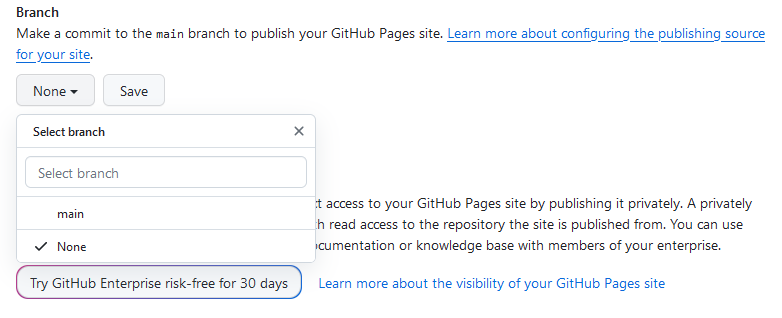 Branch
Make a commit to the main branch to publish your GitHub Pages site. Learn more about configuring the publishing source
for your site.
None Save
Select branch
Select branch
main
None
access to your GitHub Pages site by publishing it privately. A privately
read access to the repository the site is published from. You can use
or knowledge base with members of your enterprise.
Try GitHub Enterprise risk-free for 30 days Learn more about the visibility of your GitHub Pages site